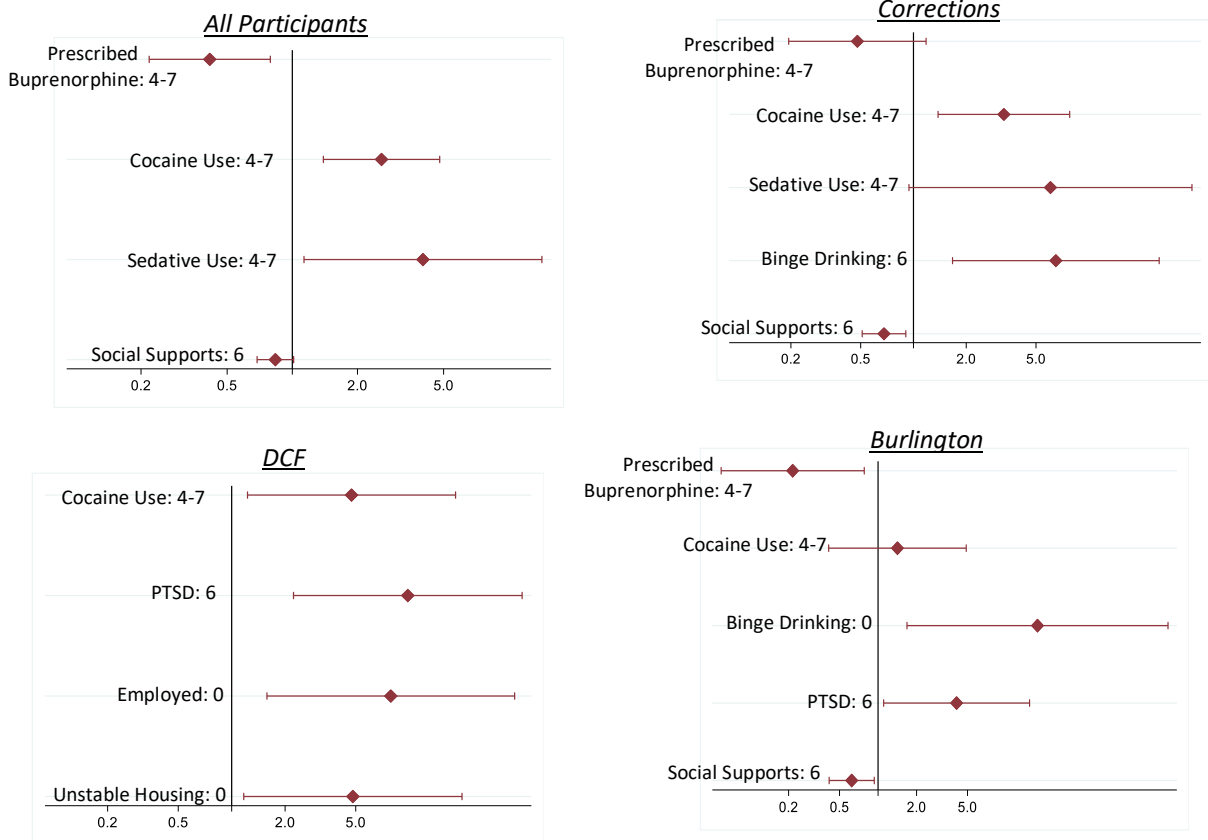 All Participants
Prescribed
Buprenorphine: 4-7
Cocaine Use: 4-7
Sedative Use: 4-7
Social Supports: 6
0.2 0.5 2.0 5.0
Corrections
Prescribed
Buprenorphine: 4-7
Cocaine Use: 4-7
Sedative Use: 4-7
Binge Drinking: 6
Social Supports: 6
0.2 0.5 2.0 5.0
DCF
Cocaine Use: 4-7
PTSD: 6
Employed: 0
Unstable Housing: 0
0.2 0.5 2.0 5.0
Burlington
Prescribed
Buprenorphine: 4-7
Cocaine Use: 4-7
Binge Drinking: 0
PTSD: 6
Social Supports: 6
0.2 0.5 2.0 5.0